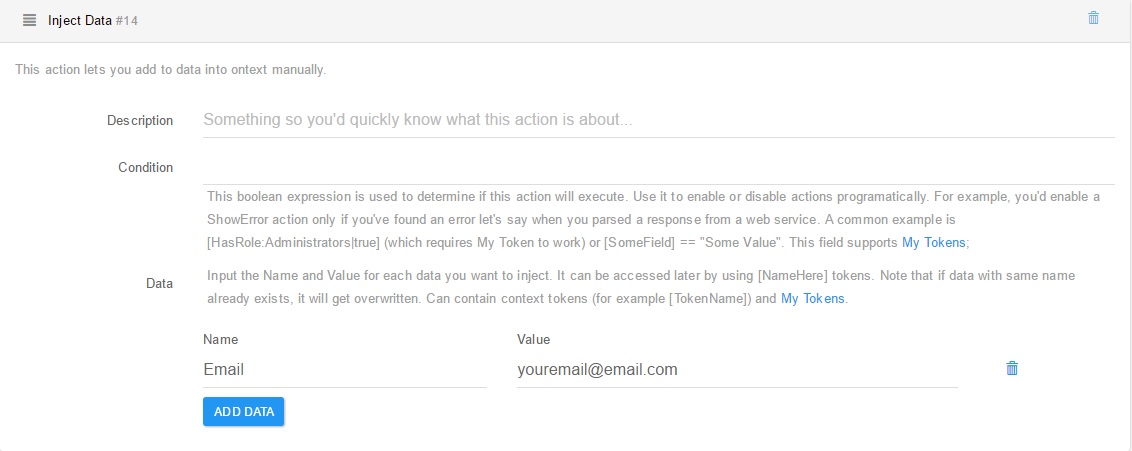 Inject Data #14
This action lets you add to data into ontext manually.
Description
Something so you'd quickly know what this action is about...
Condition
This boolean expression is used to determine if this action will execute. Use it to enable or disable actions programatically. For example, you'd enable a
ShowError action only if you've found an error let's say when you parsed a response from a web service. A common example is
[HasRole:Administrators|true] (which requires My Token to work) or [SomeField] == "Some Value". This field supports My Tokens;
Data
Input the Name and Value for each data you want to inject. It can be accessed later by using [NameHere] tokens. Note that if data with same name
already exists, it will get overwritten. Can contain context tokens (for example [TokenName]) and My Tokens.
Name Value
Email youremail@email.com
ADD DATA